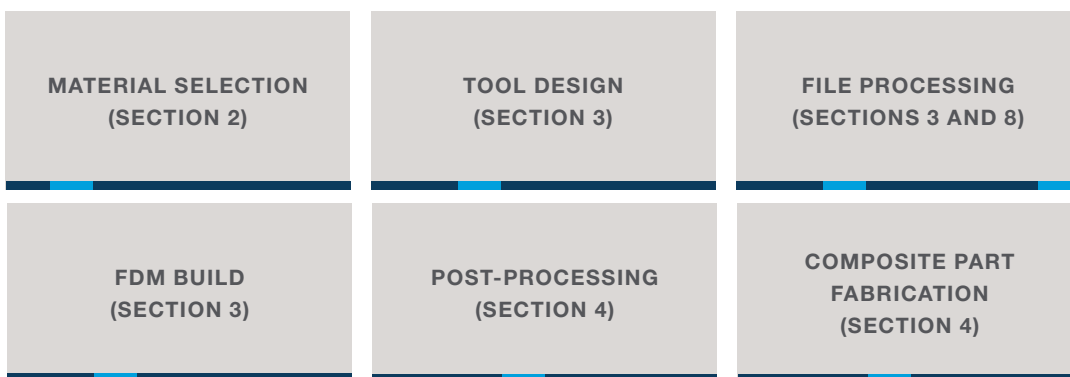 MATERIAL SELECTION
(SECTION 2)
TOOL DESIGN
(SECTION 3)
FILE PROCESSING
(SECTIONS 3 AND 8)
FDM BUILD
(SECTION 3)
POST-PROCESSING
(SECTION 4)
COMPOSITE PART
FABRICATION
(SECTION 4)